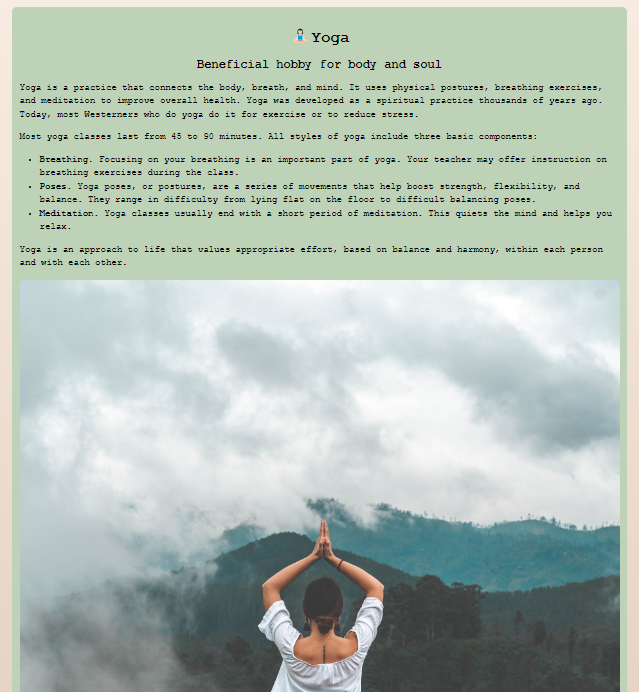 Yoga
Beneficial hobby for body and soul
Yoga is a practice that connects the body, breath, and mind. It uses physical postures, breathing exercises,
and meditation to improve overall health. Yoga was developed as a spiritual practice thousands of years ago.
Today, most Westerners who do yoga do it for exercise or to reduce stress.
Most yoga classes last from 45 to 90 minutes. All styles of yoga include three basic components:
• Breathing. Focusing on your breathing is an important part of yoga. Your teacher may offer instruction on
breathing exercises during the class.
• Poses. Yoga poses, or postures, are a series of movements that help boost strength, flexibility, and
balance. They range in difficulty from lying flat on the floor to difficult balancing poses.
• Meditation. Yoga classes usually end with a short period of meditation. This quiets the mind and helps you
relax.
Yoga is an approach to life that values appropriate effort, based on balance and harmony, within each person
and with each other.